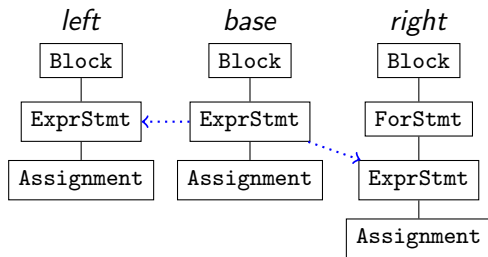 left base right
Block Block Block
ExprStmt ExprStmt ForStmt
Assignment Assignment ExprStmt
Assignment